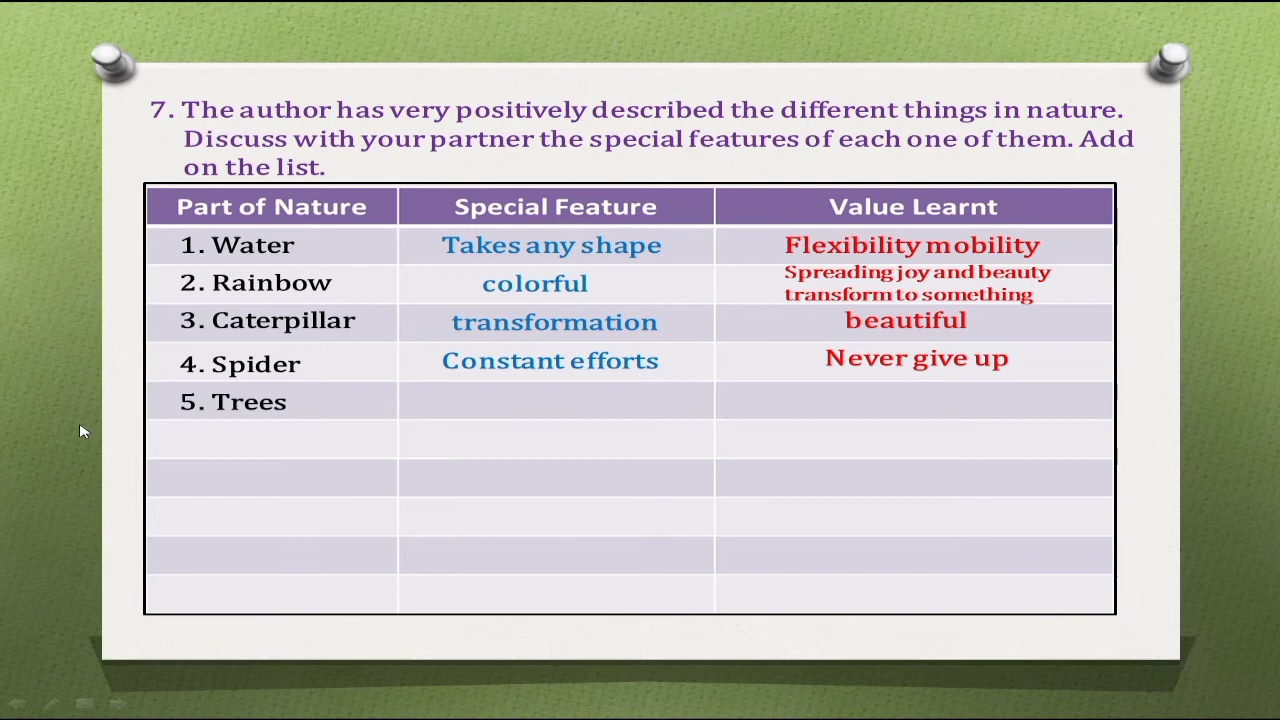 7. The author has very positively described the different things in nature.
Discuss with your partner the special features of each one of them. Add
on the list.
Part of Nature Special Feature Value Learnt
1. Water Takes any shape Flexibility mobility
2. Rainbow colorful Spreading joy and beauty
transform to something
3. Caterpillar transformation beautiful
4. Spider Constant efforts Never give up
5. Trees